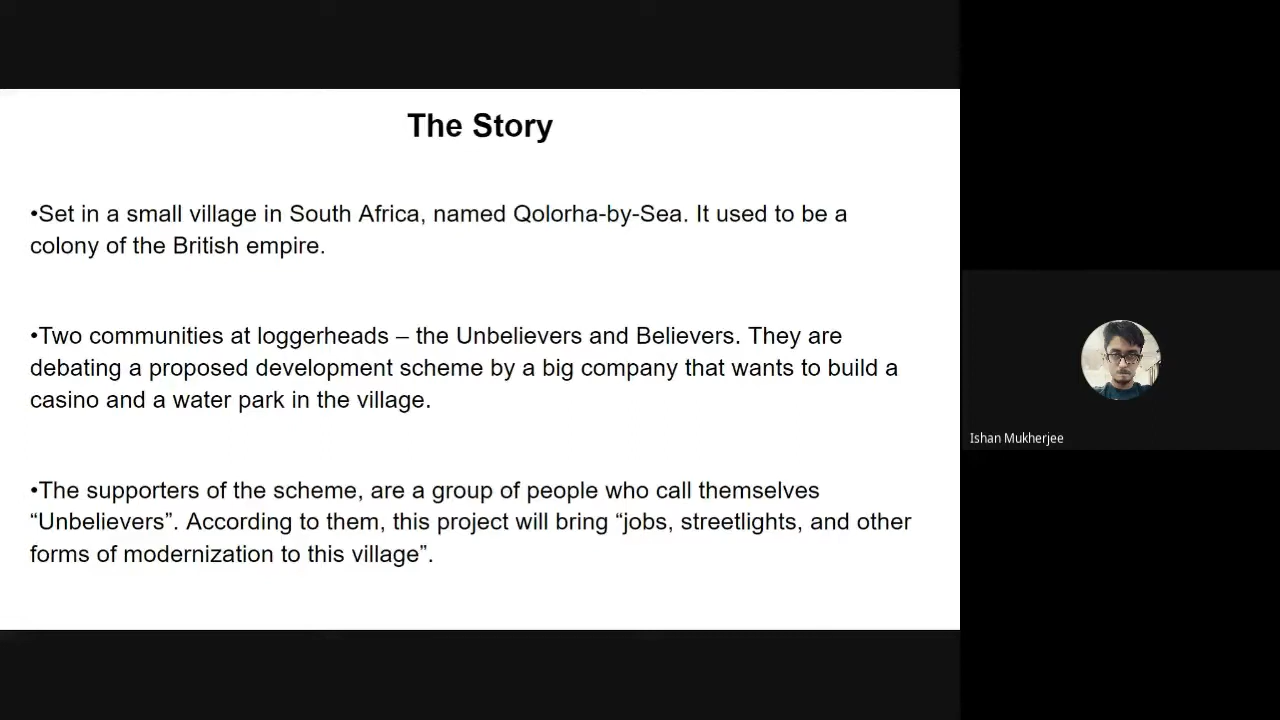 The Story
•Set in a small village in South Africa, named Qolorha-by-Sea. It used to be a
colony of the British empire.
•Two communities at loggerheads – the Unbelievers and Believers. They are
debating a proposed development scheme by a big company that wants to build a
casino and a water park in the village.
•The supporters of the scheme, are a group of people who call themselves
“Unbelievers”. According to them, this project will bring “jobs, streetlights, and other
forms of modernization to this village”.
Ishan Mukherjee